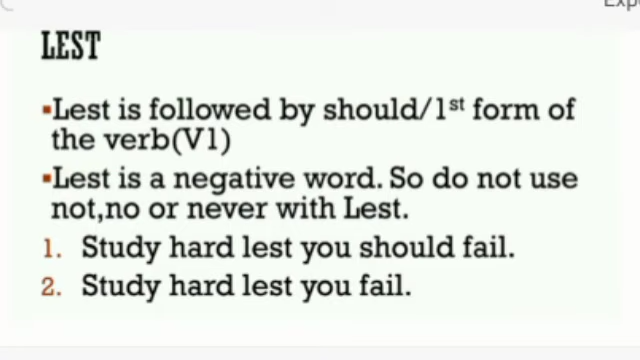 Exp
LEST
▪Lest is followed by should/1st form of
the verb(V1)
▪Lest is a negative word. So do not use
not,no or never with Lest.
1. Study hard lest you should fail.
2. Study hard lest you fail.